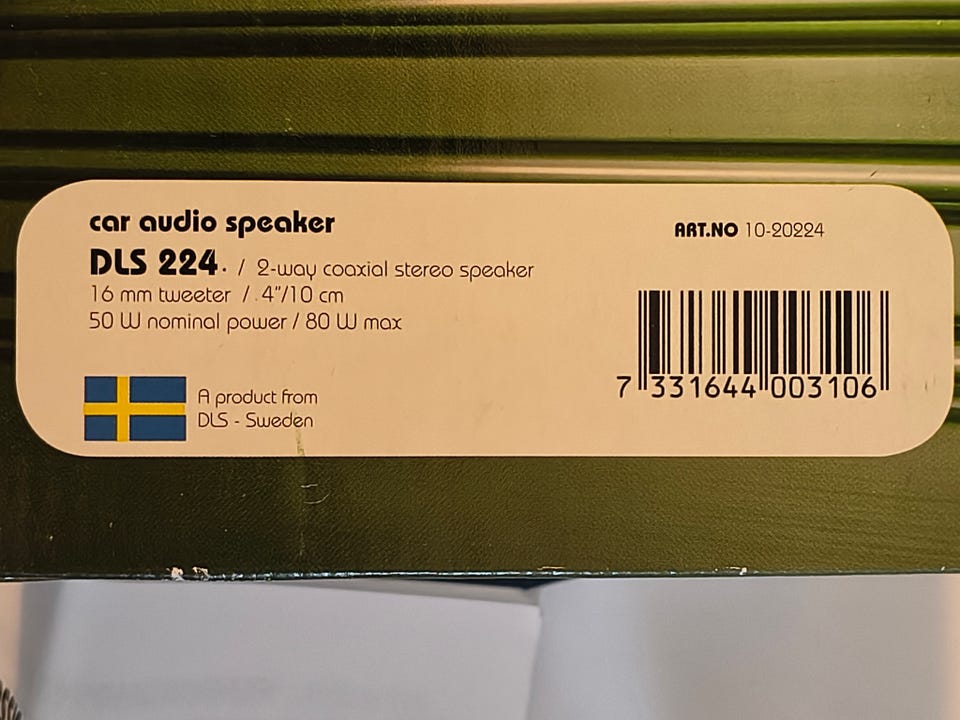 car audio speaker
ART.NO 10-20224
DLS 224. / 2-way coaxial stereo speaker
16 mm tweeter / 4"/10 cm
50 W nominal power / 80 W max
7 331644 003106
A product from
DLS - Sweden